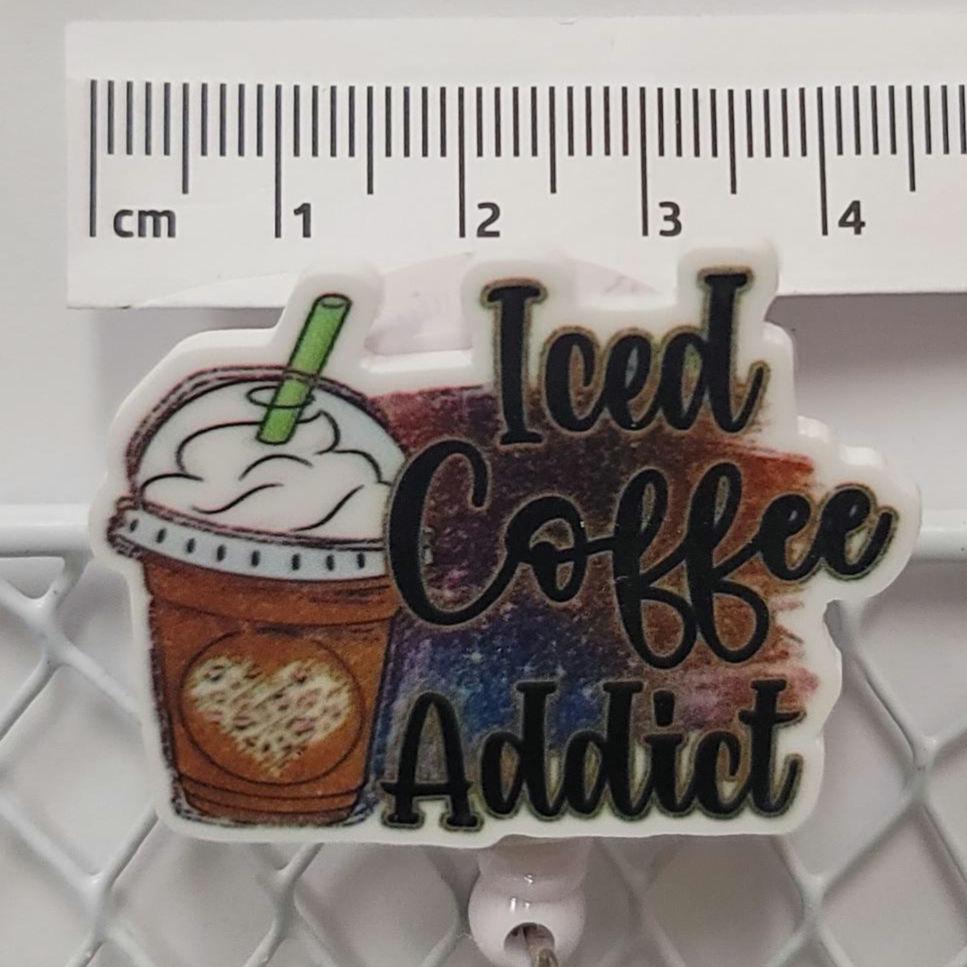 cm 1 2 3 4
Iced
Coffee
Addict